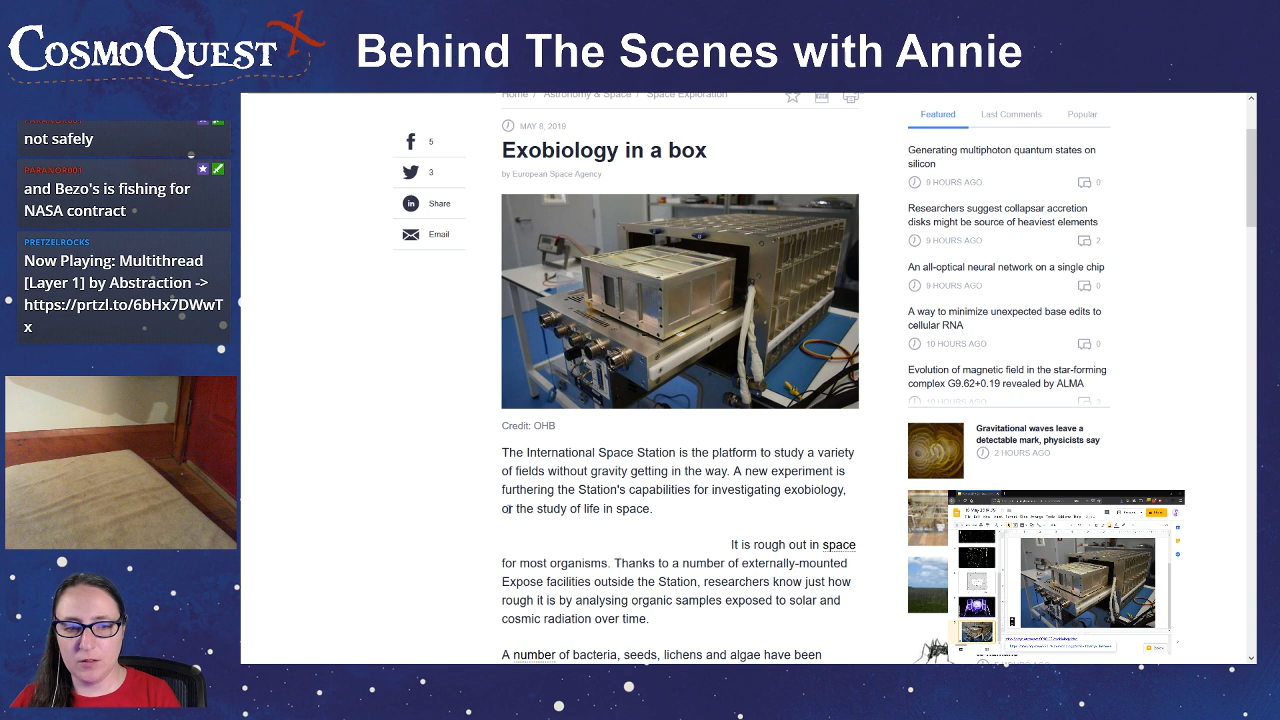 COSMOQUEST X
Behind The Scenes with Annie
not safely
PARANOR001
and Bezo's is fishing for
NASA contract
PRETZELROCKS
Now Playing: Multithread
[Layer 1] by Abstraction ->
https://prtzl.to/6bHx7DWwT
x
Home / Astronomy & Space / Space Exploration
MAY 8, 2019
Exobiology in a box
by European Space Agency
5
3
Share
Email
Credit: OHB
The International Space Station is the platform to study a variety
of fields without gravity getting in the way. A new experiment is
furthering the Station's capabilities for investigating exobiology,
or the study of life in space.
It is rough out in space
for most organisms. Thanks to a number of externally-mounted
Expose facilities outside the Station, researchers know just how
rough it is by analysing organic samples exposed to solar and
cosmic radiation over time.
A number of bacteria, seeds, lichens and algae have been
Featured Last Comments Popular
Generating multiphoton quantum states on
silicon
9 HOURS AGO 0
Researchers suggest collapsar accretion
disks might be source of heaviest elements
9 HOURS AGO 2
An all-optical neural network on a single chip
9 HOURS AGO 0
A way to minimize unexpected base edits to
cellular RNA
10 HOURS AGO 0
Evolution of magnetic field in the star-forming
complex G9.62+0.19 revealed by ALMA
10 HOURS AGO
Gravitational waves leave a
detectable mark, physicists say
2 HOURS AGO